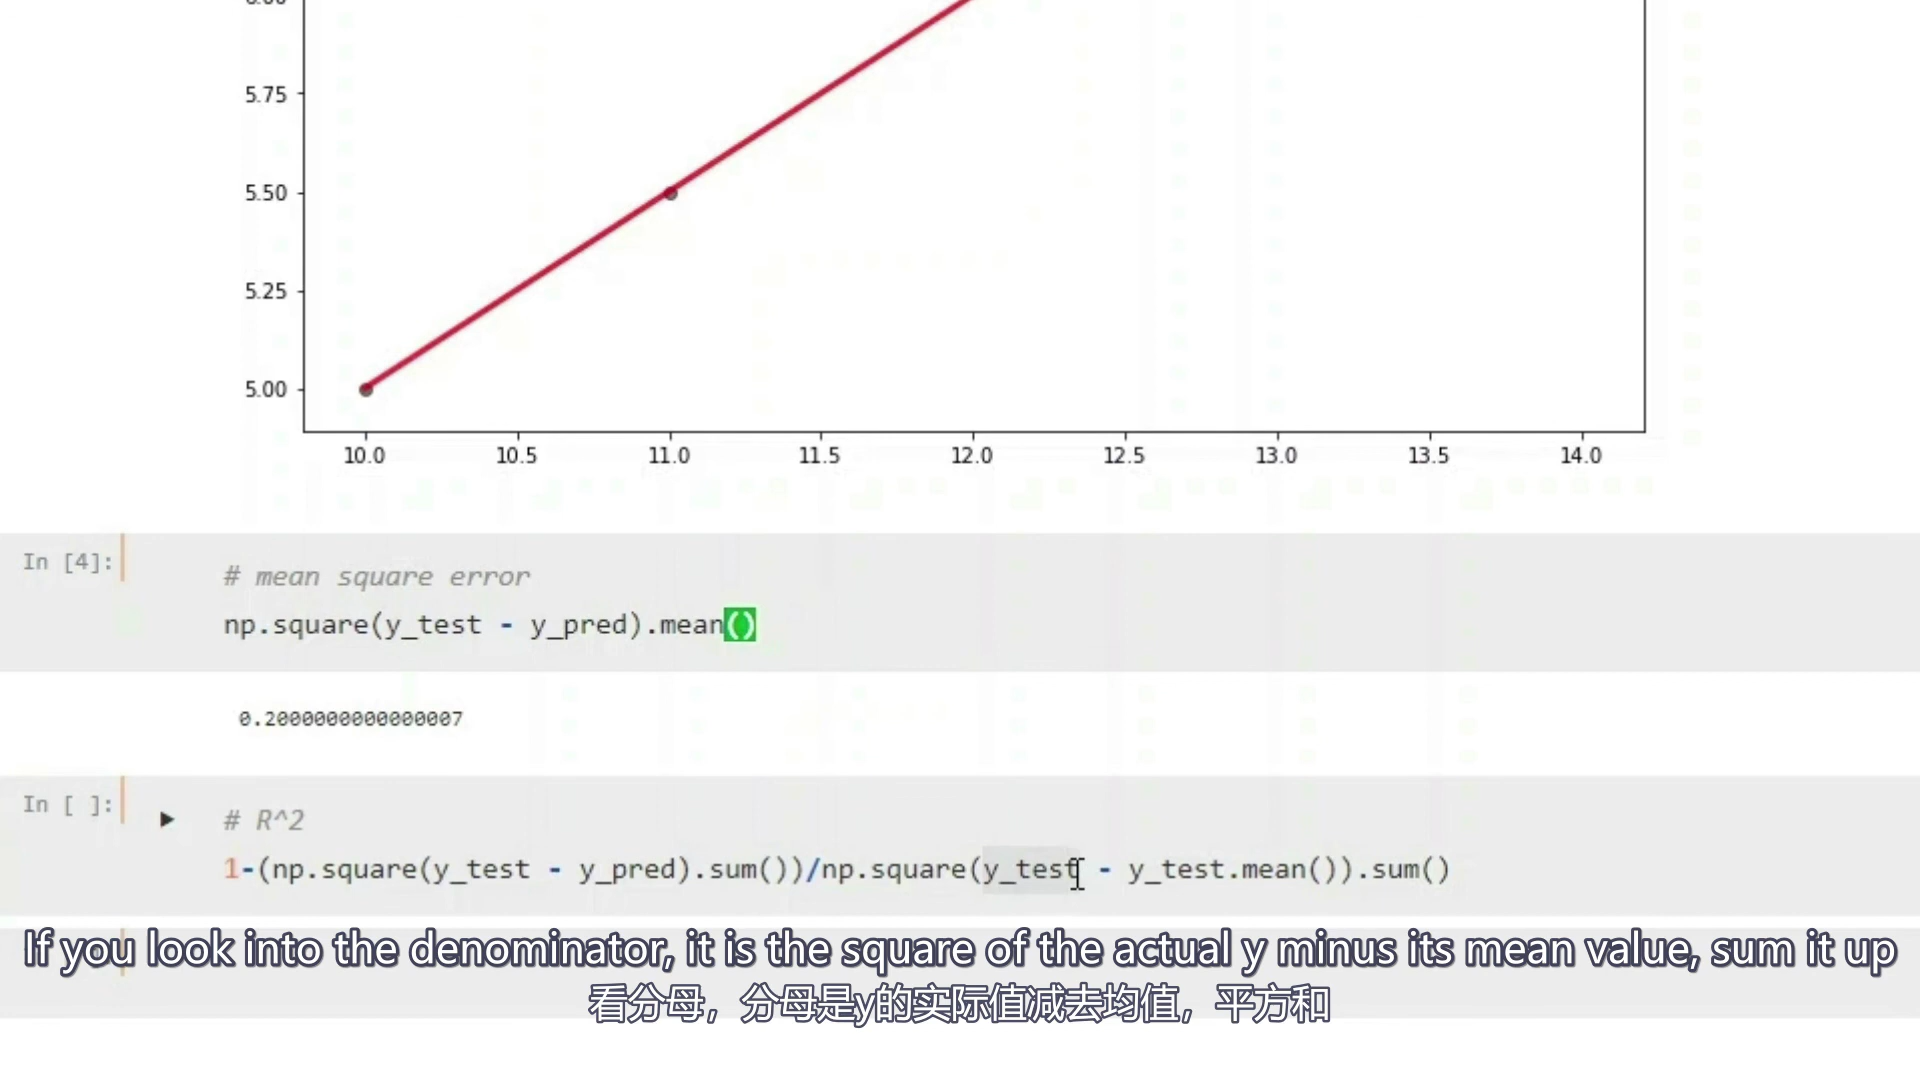 5.75
5.50
5.25
5.00
10.0 10.5 11.0 11.5 12.0 12.5 13.0 13.5 14.0
In [4]:
# mean square error
np.square(y_test - y_pred).mean()
0.2000000000000007
In [ ]:
# R^2
1-(np.square(y_test - y_pred).sum())/np.square(y_test - y_test.mean()).sum()
If you look into the denominator, it is the square of the actual y minus its mean value, sum it up
看分母，分母是y的实际值减去均值，平方和